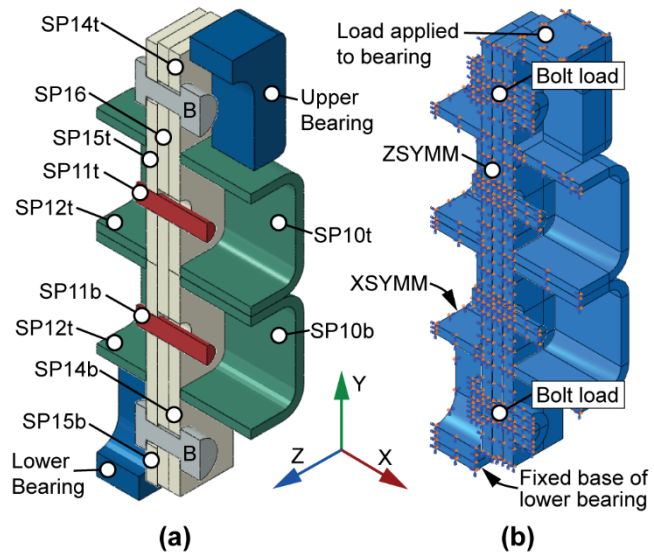 SP14t
SP16
SP15t
SP11t
SP12t
SP11b
SP12t
SP14b
SP15b
Lower
Bearing
B
B
Upper
Bearing
SP10t
SP10b
Y
Z
X
(a)
Load applied
to bearing
Bolt load
ZSYMM
XSYMM
Bolt load
Fixed base of
lower bearing
(b)